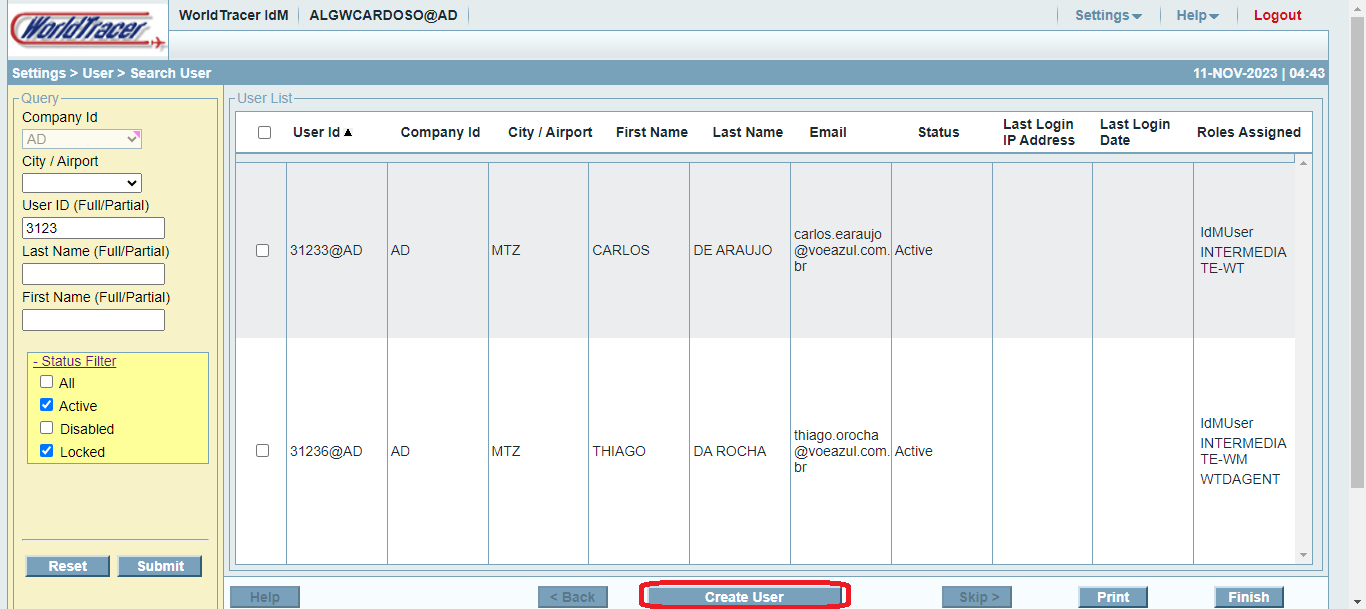 WorldTracer
WorldTracer IdM
ALGWCARDOSO@AD
Settings
Help
Logout
Settings > User > Search User
11-NOV-2023 | 04:43
Query
Company Id
AD
City / Airport
User ID (Full/Partial)
3123
Last Name (Full/Partial)
First Name (Full/Partial)
- Status Filter
All
Active
Disabled
Locked
Reset
Submit
User List
User Id
Company Id
City / Airport
First Name
Last Name
Email
Status
Last Login
IP Address
Last Login
Date
Roles Assigned
31233@AD
AD
MTZ
CARLOS
DE ARAUJO
carlos.earaujo
@voeazul.com.
br
Active
IdMUser
INTERMEDIA
TE-WT
31236@AD
AD
MTZ
THIAGO
DA ROCHA
thiago.orocha
@voeazul.com.
br
Active
IdMUser
INTERMEDIA
TE-WM
WTDAGENT
Help
< Back
Create User
Skip >
Print
Finish